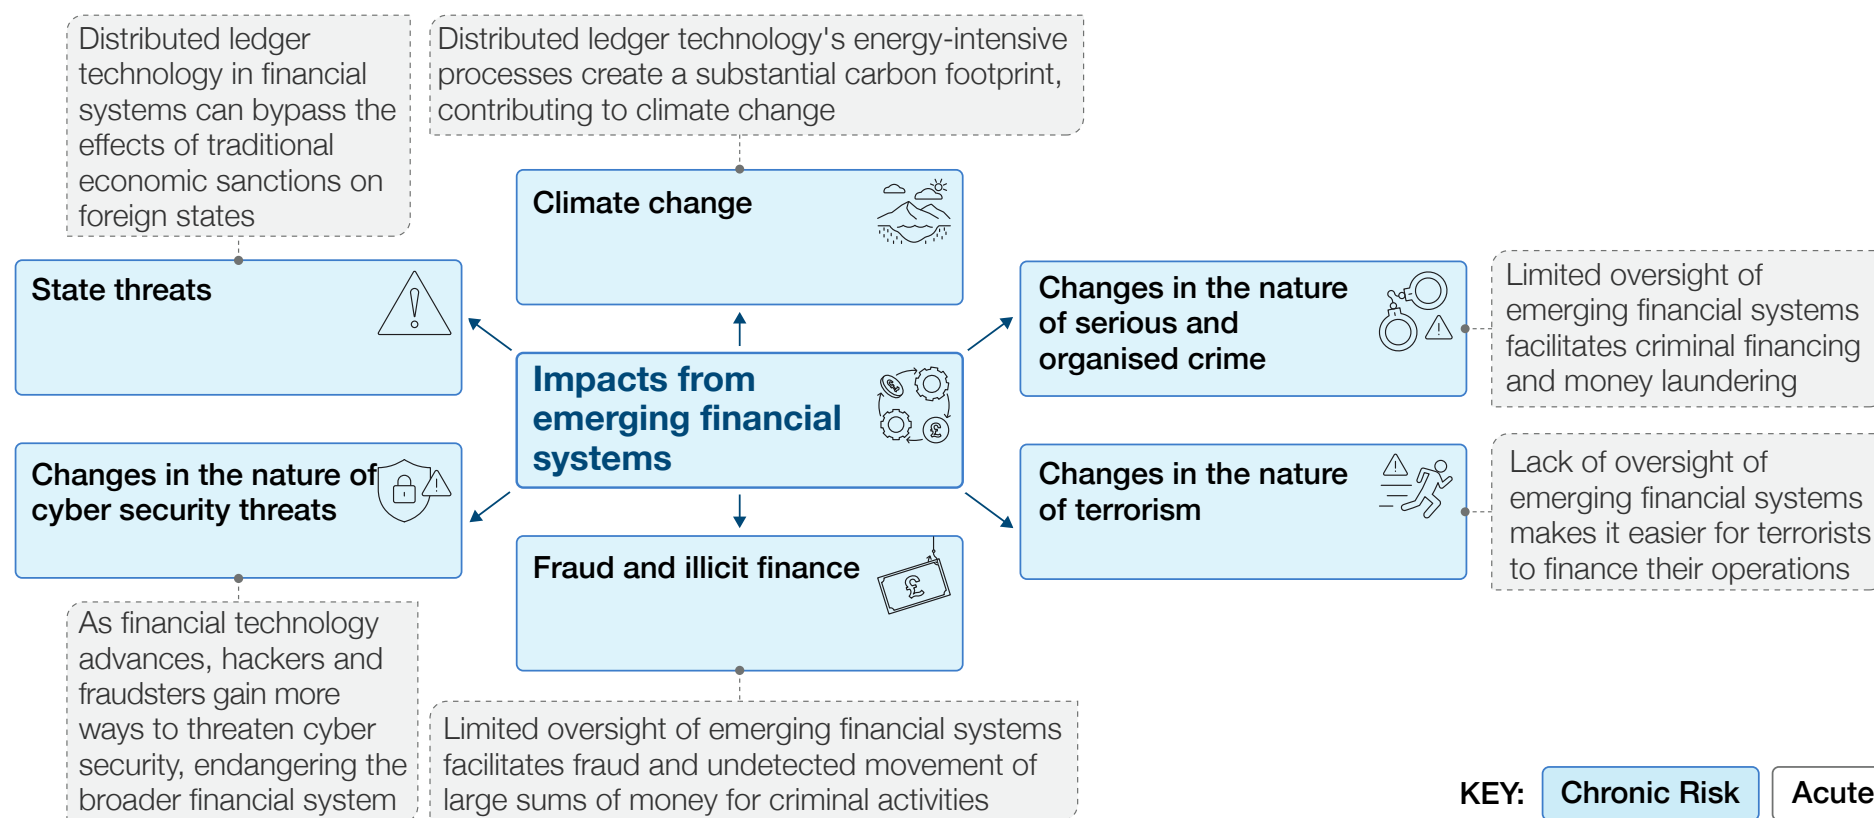 Distributed ledger
technology in financial
systems can bypass the
effects of traditional
economic sanctions on
foreign states
Distributed ledger technology's energy-intensive
processes create a substantial carbon footprint,
contributing to climate change
Climate change
State threats
Changes in the nature
of serious and
organised crime
Limited oversight of
emerging financial systems
facilitates criminal financing
and money laundering
Impacts from
emerging financial
systems
Changes in the nature of
cyber security threats
Changes in the nature
of terrorism
Lack of oversight of
emerging financial systems
makes it easier for terrorists
to finance their operations
Fraud and illicit finance
As financial technology
advances, hackers and
fraudsters gain more
ways to threaten cyber
security, endangering the
broader financial system
Limited oversight of emerging financial systems
facilitates fraud and undetected movement of
large sums of money for criminal activities
KEY:
Chronic Risk
Acute